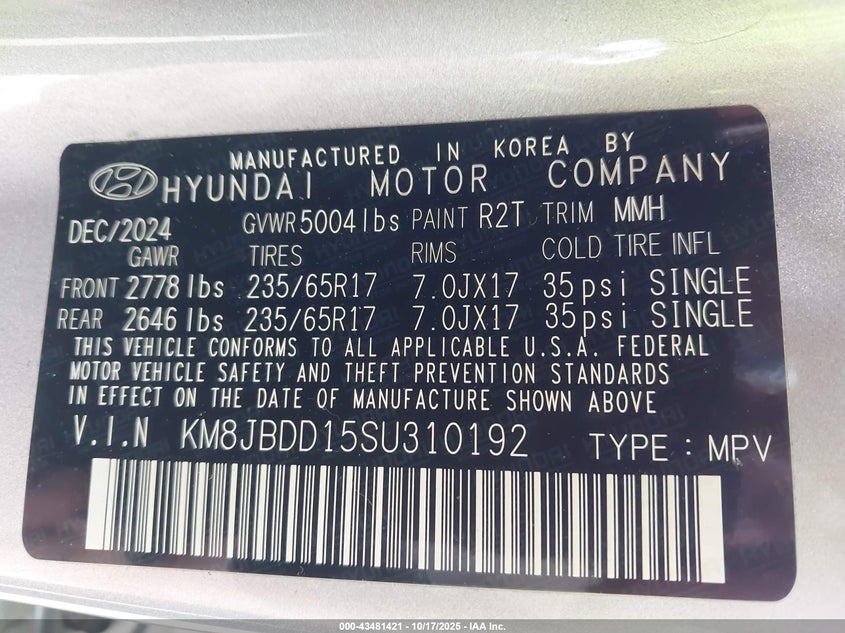 MANUFACTURED IN KOREA BY
HYUNDAI MOTOR COMPANY
DEC/2024 GVWR 5004lbs PAINT R2T TRIM MMH
GAWR TIRES RIMS COLD TIRE INFL
FRONT 2778 lbs 235/65R17 7.0JX17 35psi SINGLE
REAR 2646 lbs 235/65R17 7.0JX17 35psi SINGLE
THIS VEHICLE CONFORMS TO ALL APPLICABLE U.S.A. FEDERAL
MOTOR VEHICLE SAFETY AND THEFT PREVENTION STANDARDS
IN EFFECT ON THE DATE OF MANUFACTURE SHOWN ABOVE
V.I.N KM8JBDD15SU310192 TYPE : MPV
000-43481421 - 10/17/2025 - IAA Inc.